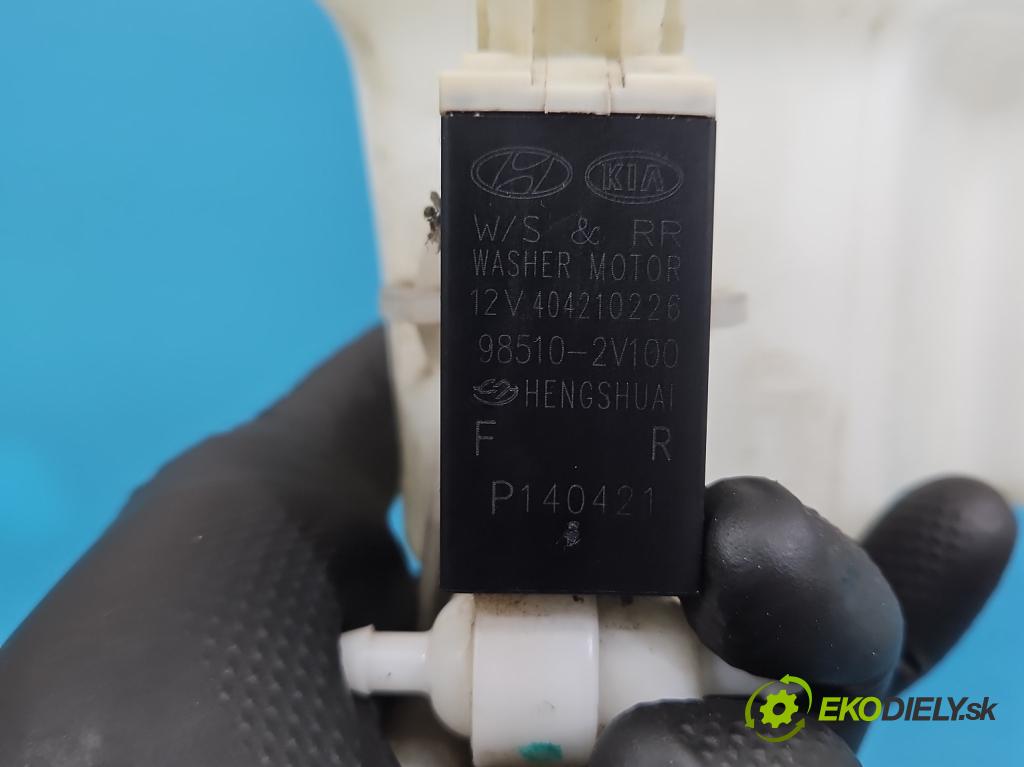 KIA
W/S & RR
WASHER MOTOR
12V 404210226
98510-2V100
HENGSHUAI
F R
P140421
EKODIELY.sk